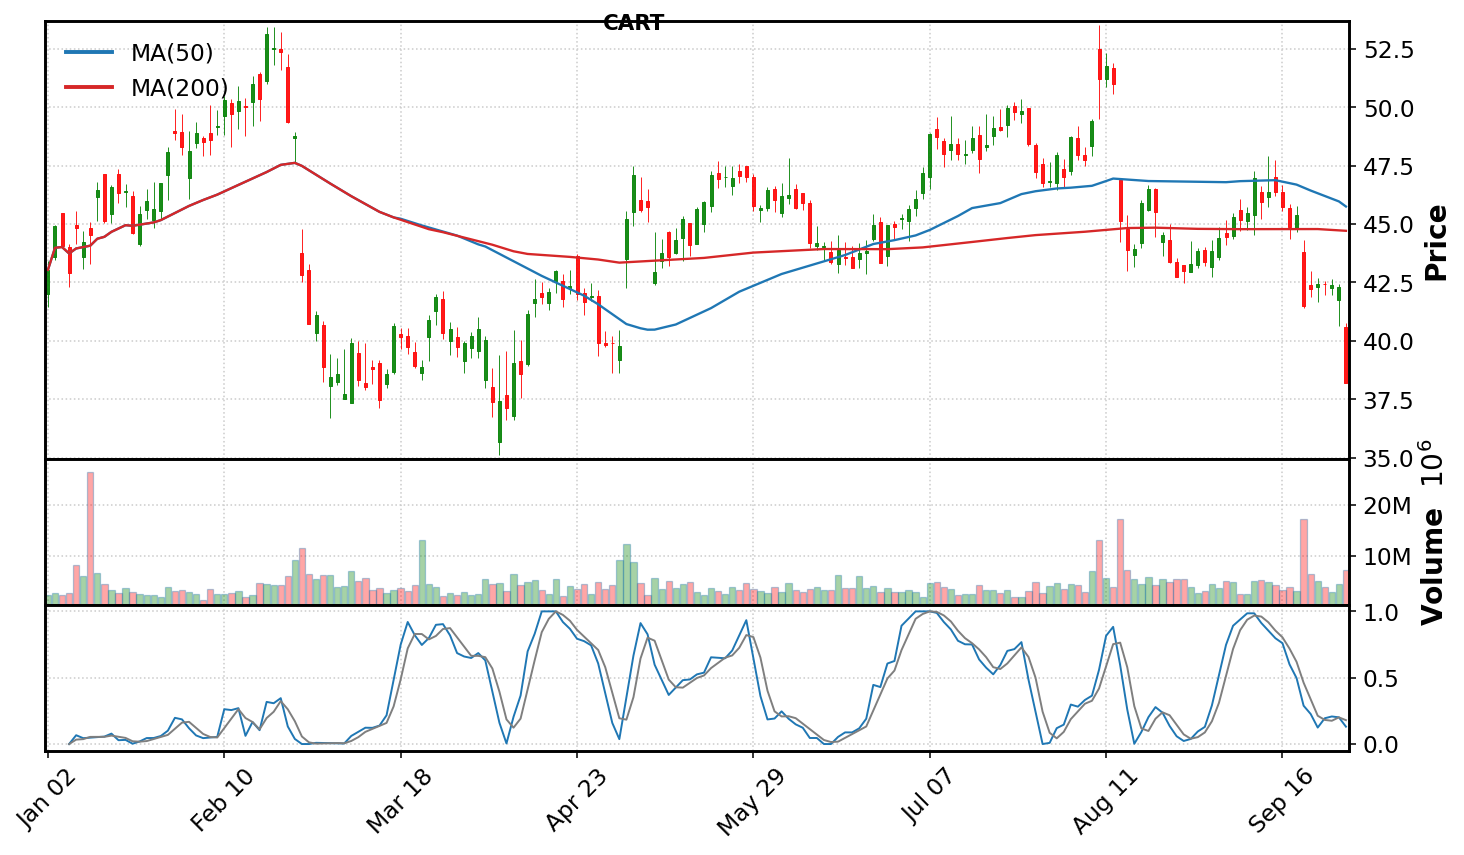 CART
MA(50)
MA(200)
52.5
50.0
47.5
45.0
42.5
40.0
37.5
35.0
Price
20M
10M
Volume 10^6
1.0
0.5
0.0
Jan 02
Feb 10
Mar 18
Apr 23
May 29
Jul 07
Aug 11
Sep 16